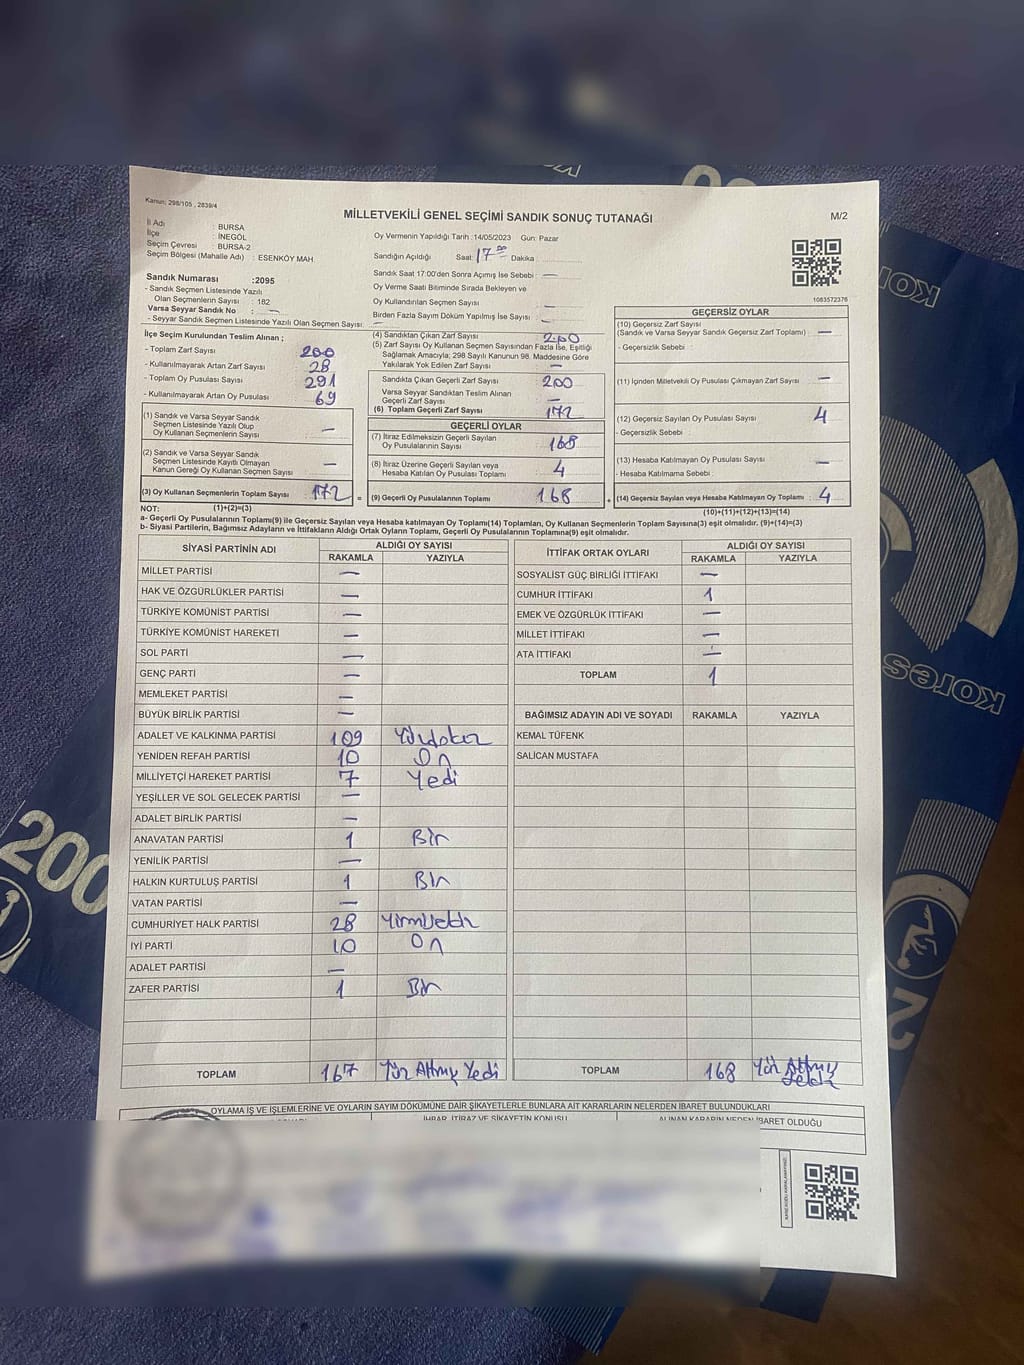 Kanun: 298/105 , 2839/4
MİLLETVEKİLİ GENEL SEÇİMİ SANDIK SONUÇ TUTANAĞI
M/2
İl Adı : BURSA
İlçe : İNEGÖL
Seçim Çevresi : BURSA-2
Seçim Bölgesi (Mahalle Adı) : ESENKÖY MAH
Sandık Numarası :2095
- Sandık Seçmen Listesinde Yazılı
Olan Seçmenlerin Sayısı : 182
Varsa Seyyar Sandık No : —
- Seyyar Sandık Seçmen Listesinde Yazılı Olan Seçmen Sayısı: —
Oy Vermenin Yapıldığı Tarih :14/05/2023 Gün: Pazar
Sandığın Açıldığı Saat: 17 00 Dakika
Sandık Saat 17:00'den Sonra Açımış İse Sebebi : —
Oy Verme Saati Bitiminde Sırada Bekleyen ve
Oy Kullandırılan Seçmen Sayısı —
Birden Fazla Sayım Döküm Yapılmış İse Sayısı : —
1083572376
İlçe Seçim Kurulundan Teslim Alınan ;
- Toplam Zarf Sayısı 200
- Kullanılmayarak Artan Zarf Sayısı 28
- Toplam Oy Pusulası Sayısı 291
- Kullanılmayarak Artan Oy Pusulası 69
(1) Sandık ve Varsa Seyyar Sandık
Seçmen Listesinde Yazılı Olup
Oy Kullanan Seçmenlerin Sayısı —
(2) Sandık ve Varsa Seyyar Sandık
Seçmen Listesinde Kayıtlı Olmayan
Kanun Gereği Oy Kullanan Seçmen Sayısı —
(3) Oy Kullanan Seçmenlerin Toplam Sayısı 172 =
(1)+(2)=(3)
(4) Sandıktan Çıkan Zarf Sayısı 200
(5) Zarf Sayısı Oy Kullanan Seçmen Sayısından Fazla İse, Eşitliği
Sağlamak Amacıyla; 298 Sayılı Kanunun 98. Maddesine Göre
Yakılarak Yok Edilen Zarf Sayısı —
Sandıkta Çıkan Geçerli Zarf Sayısı 200
Varsa Seyyar Sandıktan Teslim Alınan
Geçerli Zarf Sayısı —
(6) Toplam Geçerli Zarf Sayısı 172
GEÇERLİ OYLAR
(7) İtiraz Edilmeksizin Geçerli Sayılan
Oy Pusulalarının Sayısı 168
(8) İtiraz Üzerine Geçerli Sayılan veya
Hesaba Katılan Oy Pusulası Toplamı 4
(9) Geçerli Oy Pusulalarının Toplamı 168 +
GEÇERSİZ OYLAR
(10) Geçersiz Zarf Sayısı
(Sandık ve Varsa Seyyar Sandık Geçersiz Zarf Toplamı) —
- Geçersizlik Sebebi :
(11) İçinden Milletvekili Oy Pusulası Çıkmayan Zarf Sayısı —
(12) Geçersiz Sayılan Oy Pusulası Sayısı 4
- Geçersizlik Sebebi :
(13) Hesaba Katılmayan Oy Pusulası Sayısı —
- Hesaba Katılmama Sebebi :
(14) Geçersiz Sayılan veya Hesaba Katılmayan Oy Toplamı : 4
(10)+(11)+(12)+(13)=(14)
NOT:
a- Geçerli Oy Pusulalarının Toplamı(9) ile Geçersiz Sayılan veya Hesaba katılmayan Oy Toplamı(14) Toplamları, Oy Kullanan Seçmenlerin Toplam Sayısına(3) eşit olmalıdır. (9)+(14)=(3)
b- Siyasi Partilerin, Bağımsız Adayların ve İttifakların Aldığı Ortak Oyların Toplamı, Geçerli Oy Pusulalarının Toplamına(9) eşit olmalıdır.
SİYASİ PARTİNİN ADI ALDIĞI OY SAYISI
RAKAMLA YAZIYLA
MİLLET PARTİSİ —
HAK VE ÖZGÜRLÜKLER PARTİSİ —
TÜRKİYE KOMÜNİST PARTİSİ —
TÜRKİYE KOMÜNİST HAREKETİ —
SOL PARTİ —
GENÇ PARTİ —
MEMLEKET PARTİSİ —
BÜYÜK BİRLİK PARTİSİ —
ADALET VE KALKINMA PARTİSİ 109
YENİDEN REFAH PARTİSİ 10 On
MİLLİYETÇİ HAREKET PARTİSİ 7 Yedi
YEŞİLLER VE SOL GELECEK PARTİSİ —
ADALET BİRLİK PARTİSİ —
ANAVATAN PARTİSİ 1 Bir
YENİLİK PARTİSİ —
HALKIN KURTULUŞ PARTİSİ 1 Bir
VATAN PARTİSİ —
CUMHURİYET HALK PARTİSİ 28
İYİ PARTİ 10 On
ADALET PARTİSİ —
ZAFER PARTİSİ 1 Bir
TOPLAM 167 Yüz Altmış Yedi
İTTİFAK ORTAK OYLARI ALDIĞI OY SAYISI
RAKAMLA YAZIYLA
SOSYALİST GÜÇ BİRLİĞİ İTTİFAKI —
CUMHUR İTTİFAKI 1
EMEK VE ÖZGÜRLÜK İTTİFAKI —
MİLLET İTTİFAKI —
ATA İTTİFAKI —
TOPLAM 1
BAĞIMSIZ ADAYIN ADI VE SOYADI RAKAMLA YAZIYLA
KEMAL TÜFENK
SALİCAN MUSTAFA
TOPLAM 168 Yüz Altmış
OYLAMA İŞ VE İŞLEMLERİNE VE OYLARIN SAYIM DÖKÜMÜNE DAİR ŞİKAYETLERLE BUNLARA AİT KARARLARIN NELERDEN İBARET BULUNDUKLARI
İHBAR, İTİRAZ VE ŞİKAYETİN KONUSU
ALINAN KARARIN NEDEN İBARET OLDUĞU
kores
kores
200